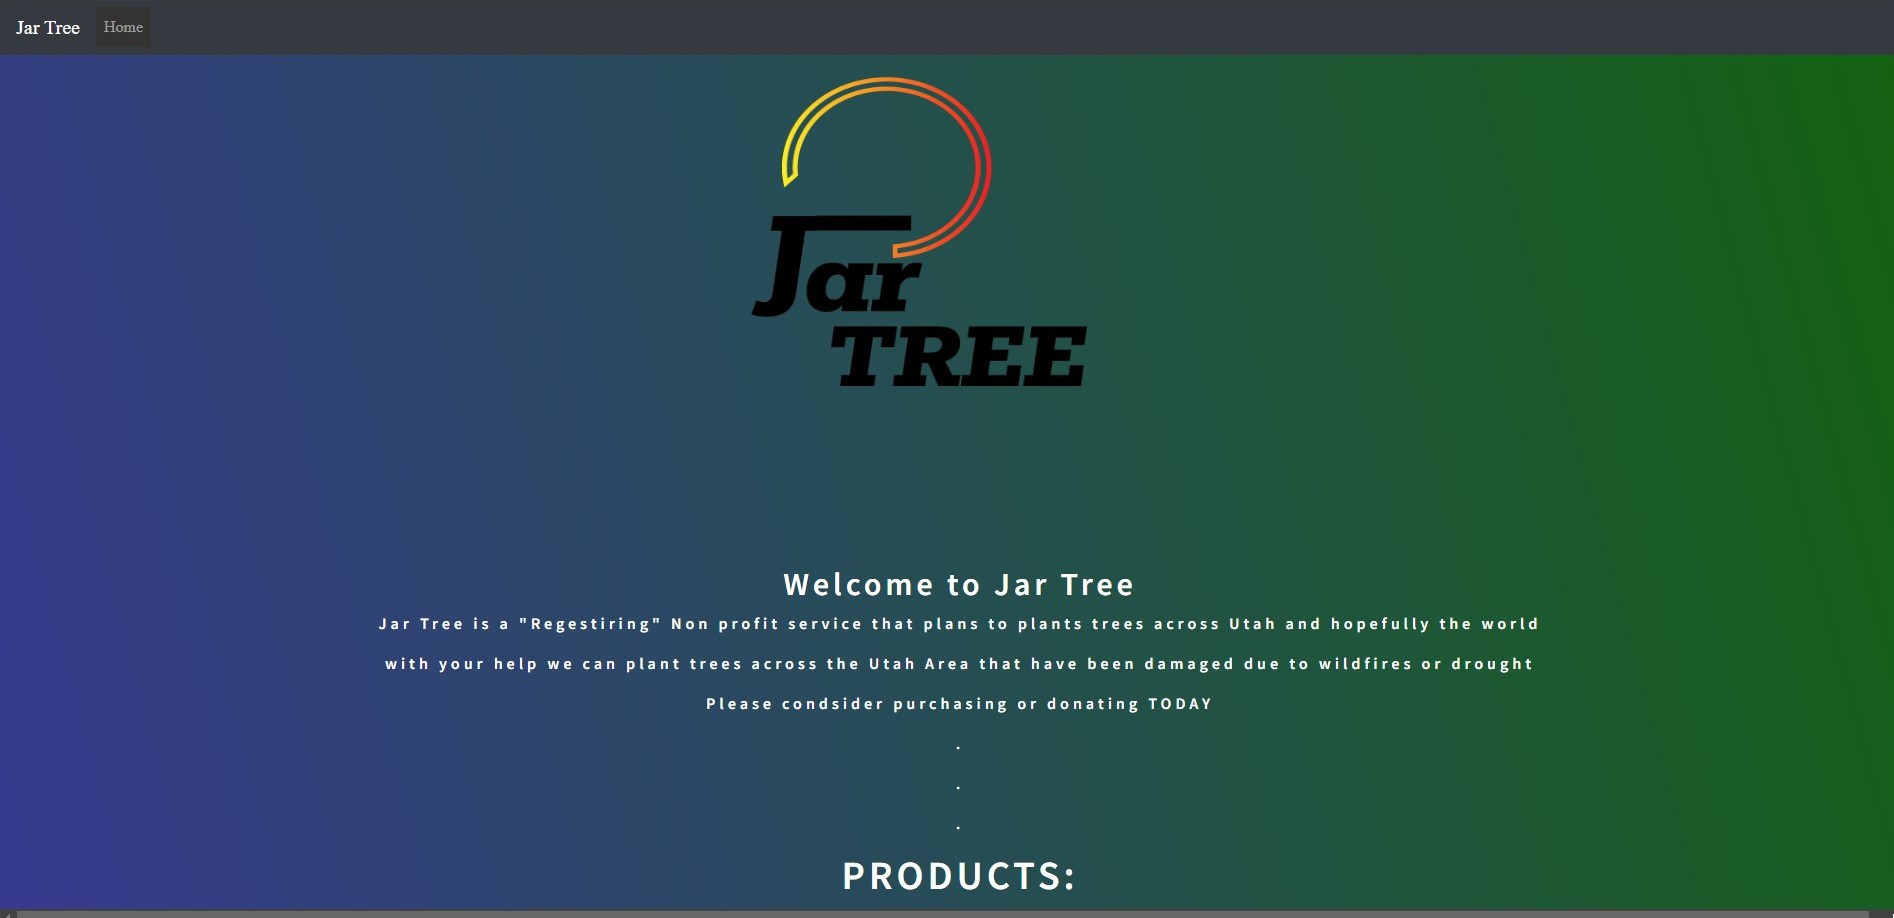 Jar Tree Home
Jar
TREE
Welcome to Jar Tree
Jar Tree is a "Regestiring" Non profit service that plans to plants trees across Utah and hopefully the world
with your help we can plant trees across the Utah Area that have been damaged due to wildfires or drought
Please condsider purchasing or donating TODAY
.
.
.
PRODUCTS: